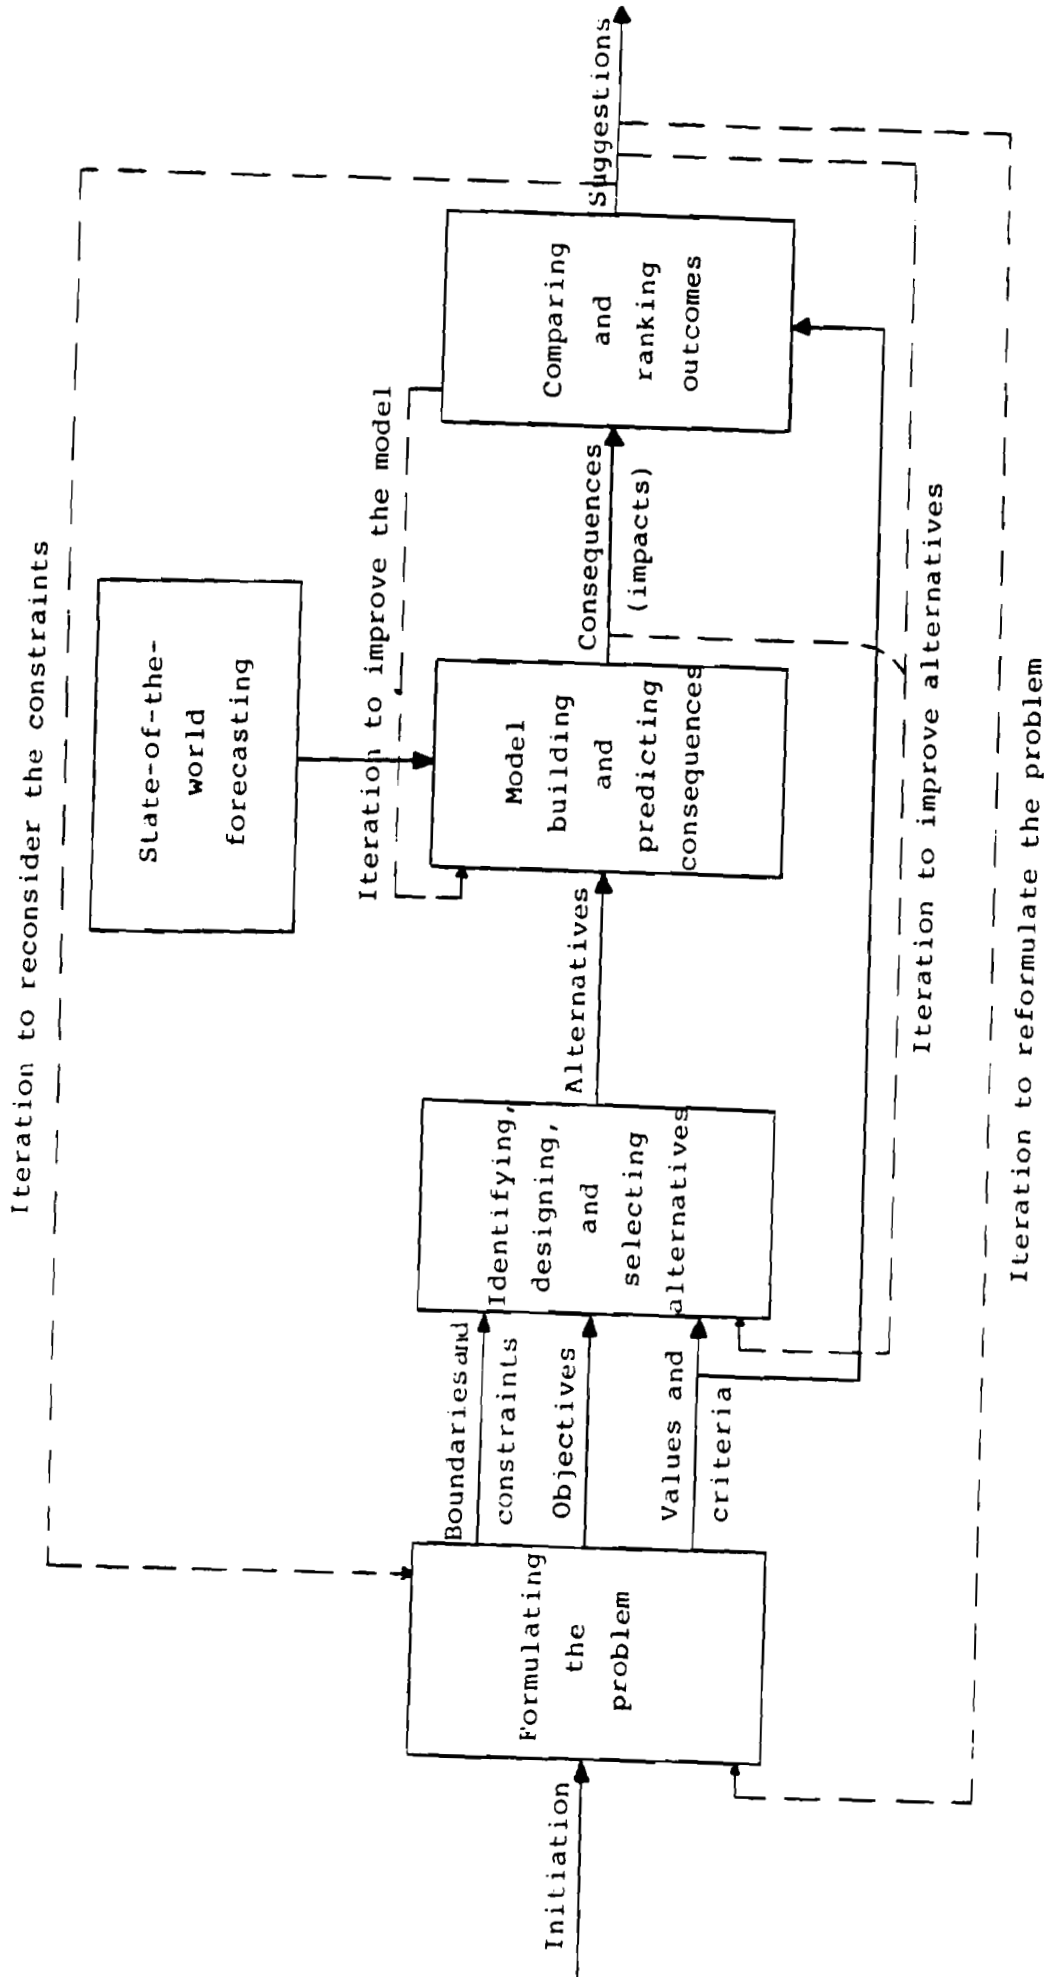 Iteration to reconsider the constraints
State-of-the-
world
forecasting
Iteration to improve the model
Initiation
Formulating
the
problem
Boundaries and
constraints
Objectives
Values and
criteria
Identifying,
designing,
and
selecting
alternatives
Alternatives
Model
building
and
predicting
consequences
Consequences
(impacts)
Comparing
and
ranking
outcomes
Suggestions
Iteration to improve alternatives
Iteration to reformulate the problem